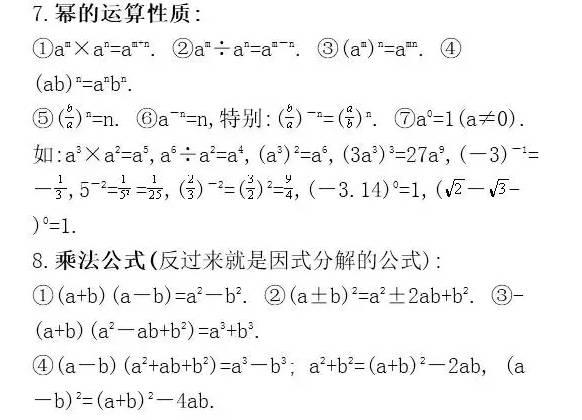 7.幂的运算性质:
①aᵐ×aⁿ=aᵐ⁺ⁿ. ②aᵐ÷aⁿ=aᵐ⁻ⁿ. ③(aᵐ)ⁿ=aᵐⁿ. ④
(ab)ⁿ=aⁿbⁿ.
⑤(b/a)ⁿ=n. ⑥a⁻ⁿ=n,特别:(b/a)⁻ⁿ=(a/b)ⁿ. ⑦a⁰=1(a≠0).
如:a³×a²=a⁵,a⁶÷a²=a⁴,(a³)²=a⁶,(3a³)³=27a⁹,(-3)⁻¹=
-1/3,5⁻²=1/5²=1/25,(2/3)⁻²=(3/2)²=9/4,(-3.14)⁰=1,(√2-√3-
)⁰=1.
8.乘法公式(反过来就是因式分解的公式):
①(a+b)(a-b)=a²-b². ②(a±b)²=a²±2ab+b². ③-
(a+b)(a²-ab+b²)=a³+b³.
④(a-b)(a²+ab+b²)=a³-b³; a²+b²=(a+b)²-2ab, (a
-b)²=(a+b)²-4ab.